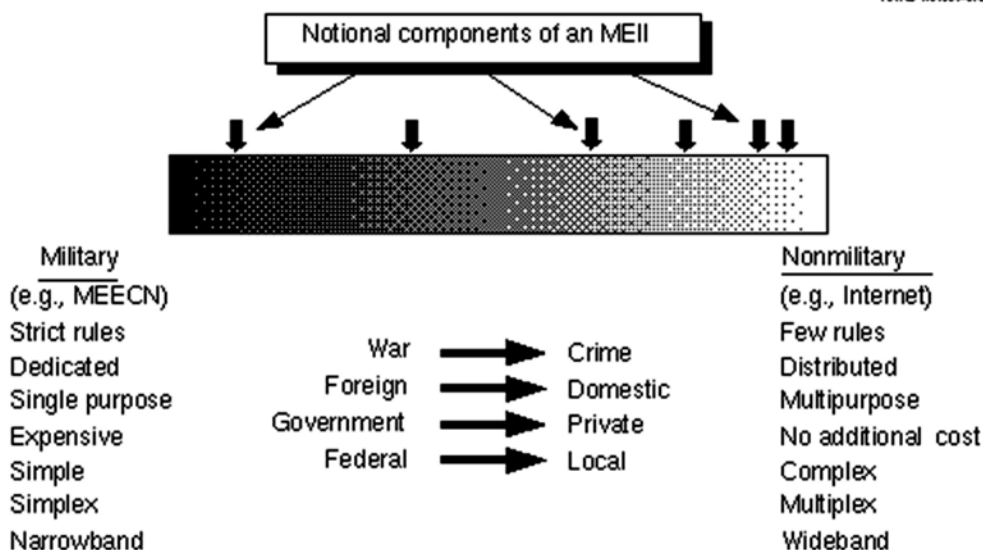 Notional components of an MEII
Military
(e.g., MEECN)
Strict rules
Dedicated
Single purpose
Expensive
Simple
Simplex
Narrowband
War Crime
Foreign Domestic
Government Private
Federal Local
Nonmilitary
(e.g., Internet)
Few rules
Distributed
Multipurpose
No additional cost
Complex
Multiplex
Wideband